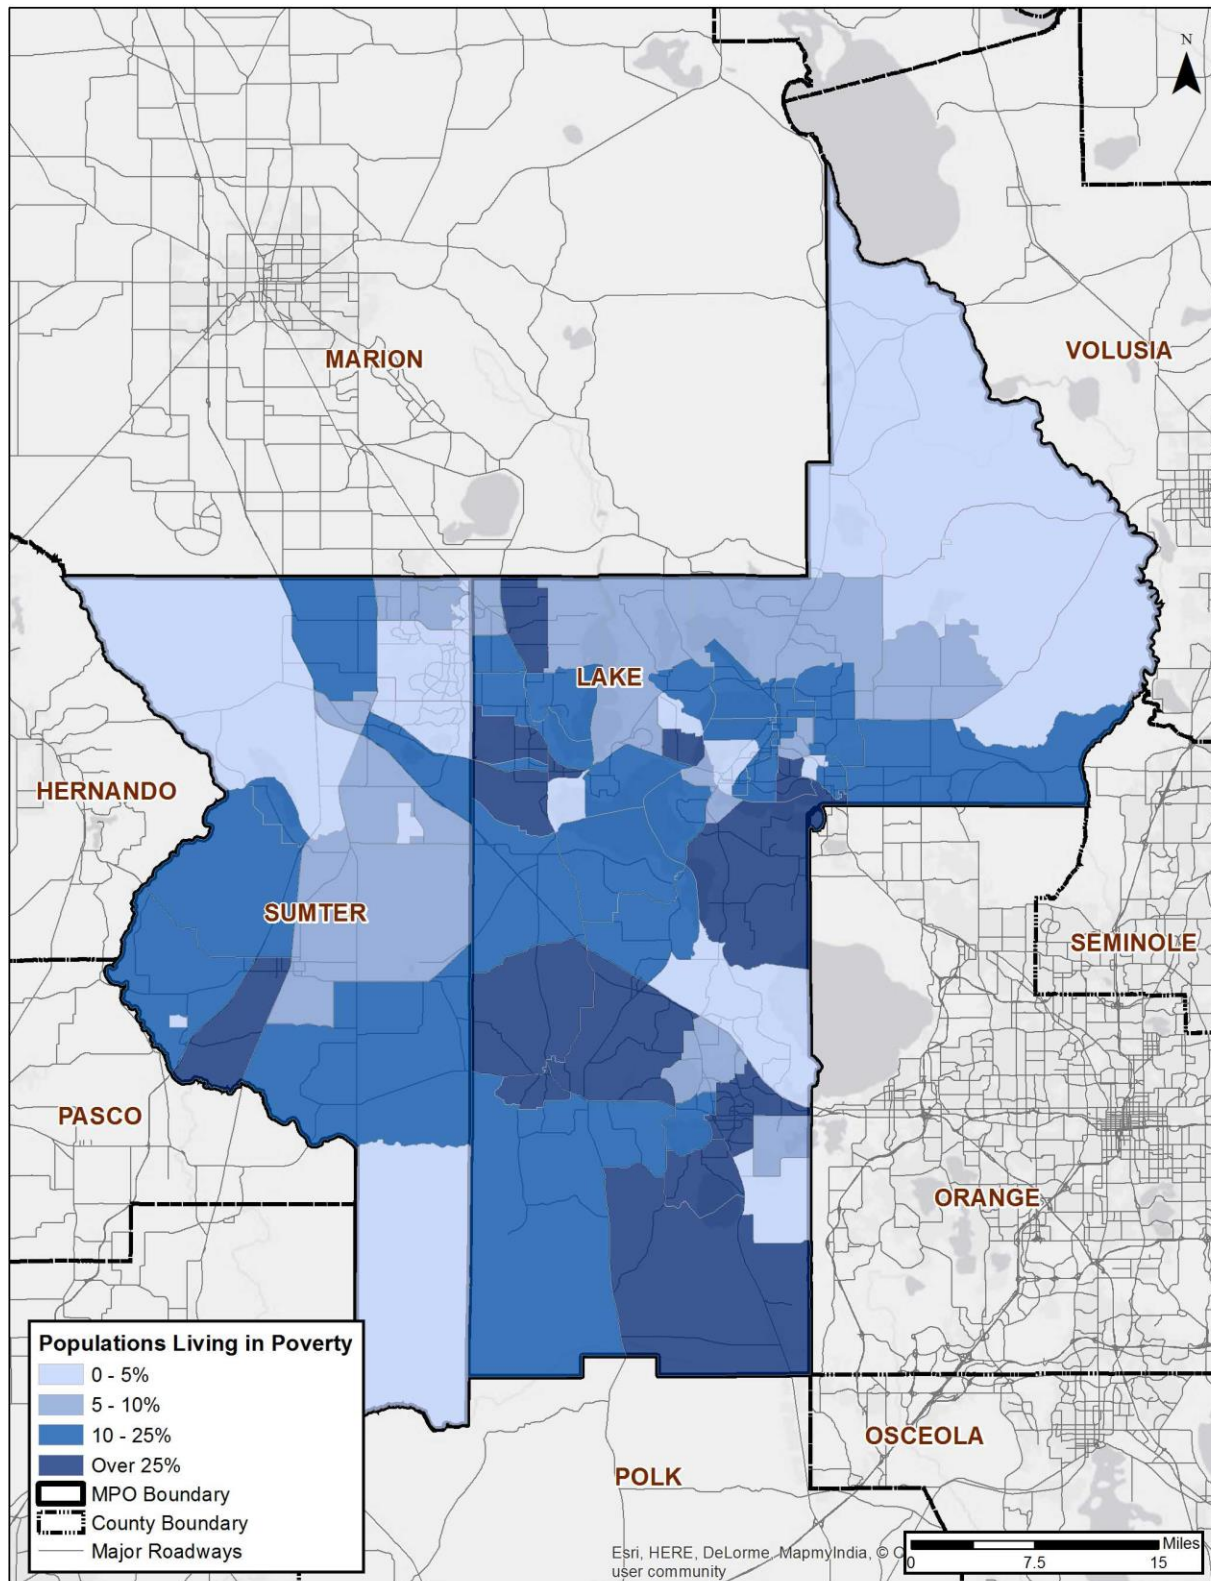 N
MARION
VOLUSIA
LAKE
HERNANDO
SUMTER
SEMINOLE
PASCO
ORANGE
OSCEOLA
POLK
Populations Living in Poverty
0 - 5%
5 - 10%
10 - 25%
Over 25%
MPO Boundary
County Boundary
Major Roadways
Esri, HERE, DeLorme, MapmyIndia, ©
user community
Miles
0 7.5 15